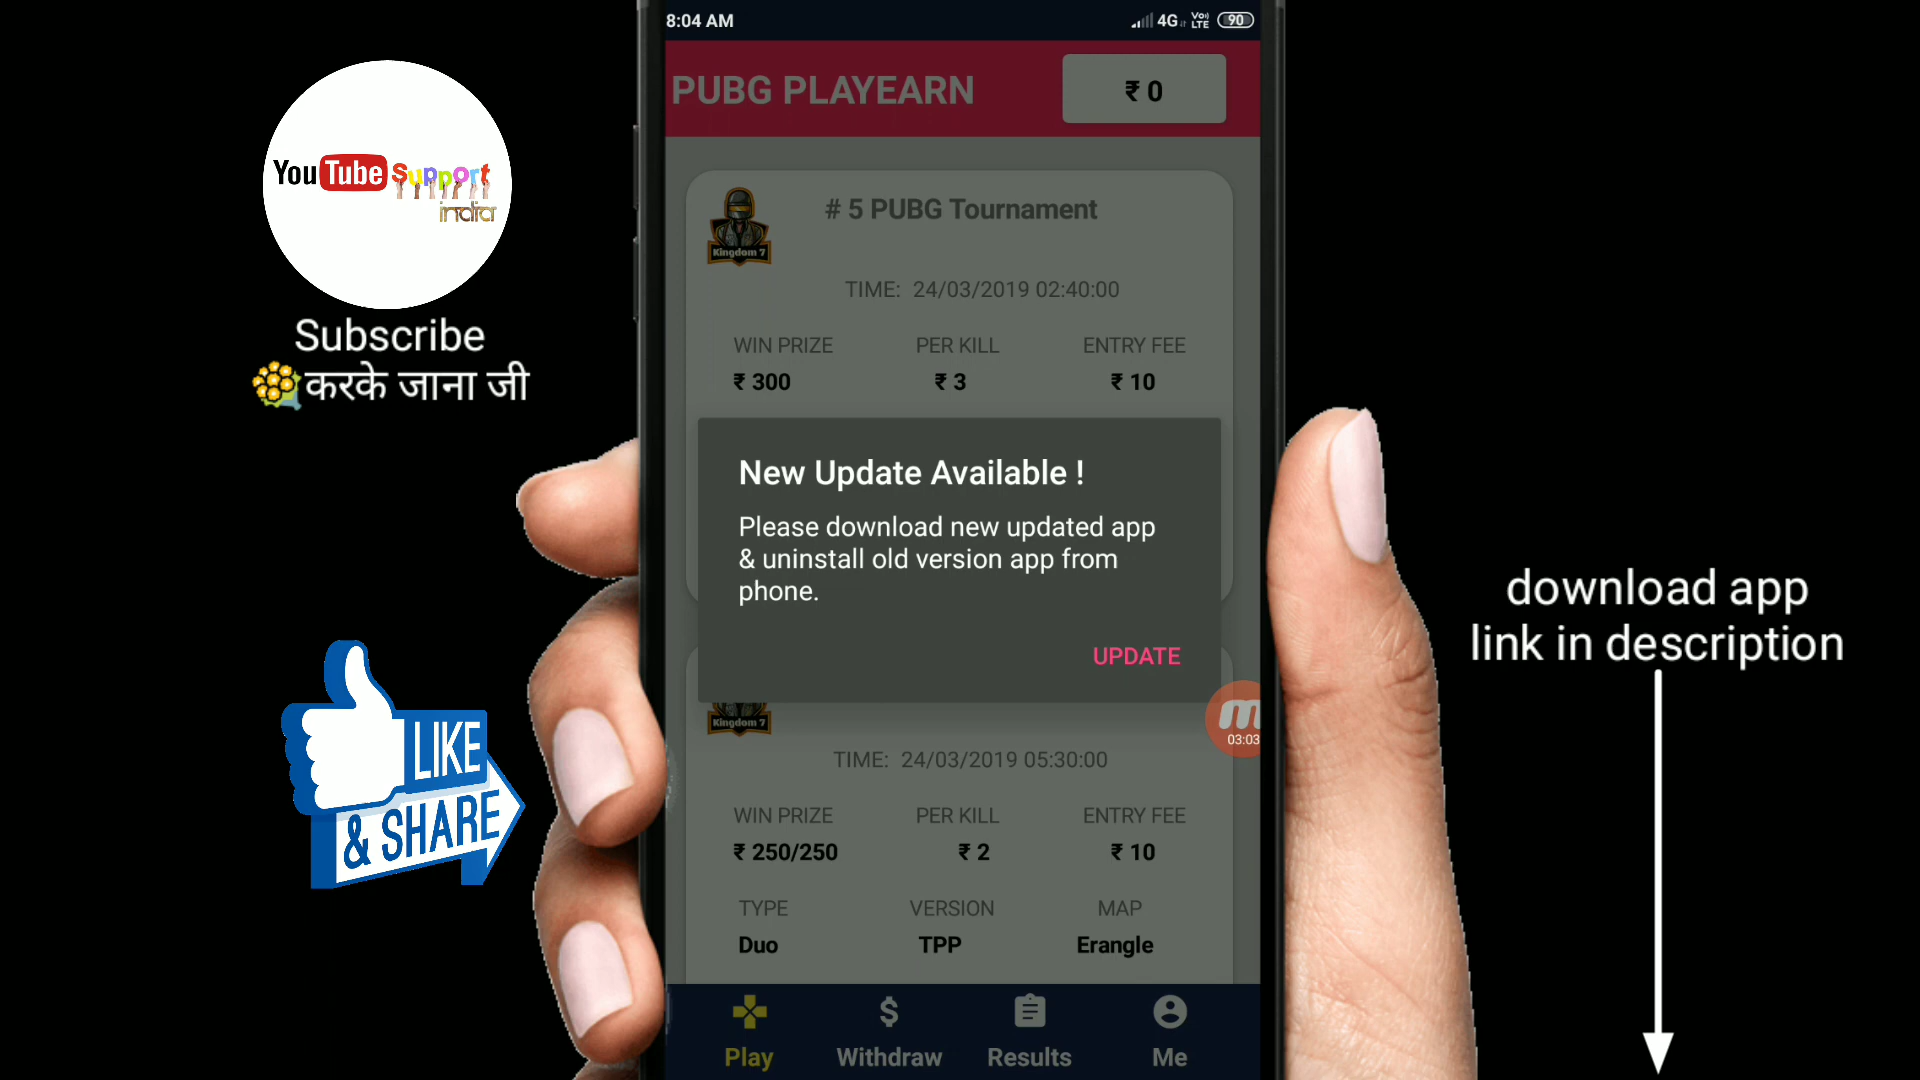 8:04 AM
4G
Vo))
LTE
90
PUBG PLAYEARN
₹ 0
YouTube Support
india
Subscribe
करके जाना जी
# 5 PUBG Tournament
Kingdom 7
TIME: 24/03/2019 02:40:00
WIN PRIZE PER KILL ENTRY FEE
₹ 300 ₹ 3 ₹ 10
New Update Available !
Please download new updated app
& uninstall old version app from
phone.
UPDATE
download app
link in description
LIKE
& SHARE
Kingdom 7
03:03
TIME: 24/03/2019 05:30:00
WIN PRIZE PER KILL ENTRY FEE
₹ 250/250 ₹ 2 ₹ 10
TYPE VERSION MAP
Duo TPP Erangle
Play Withdraw Results Me